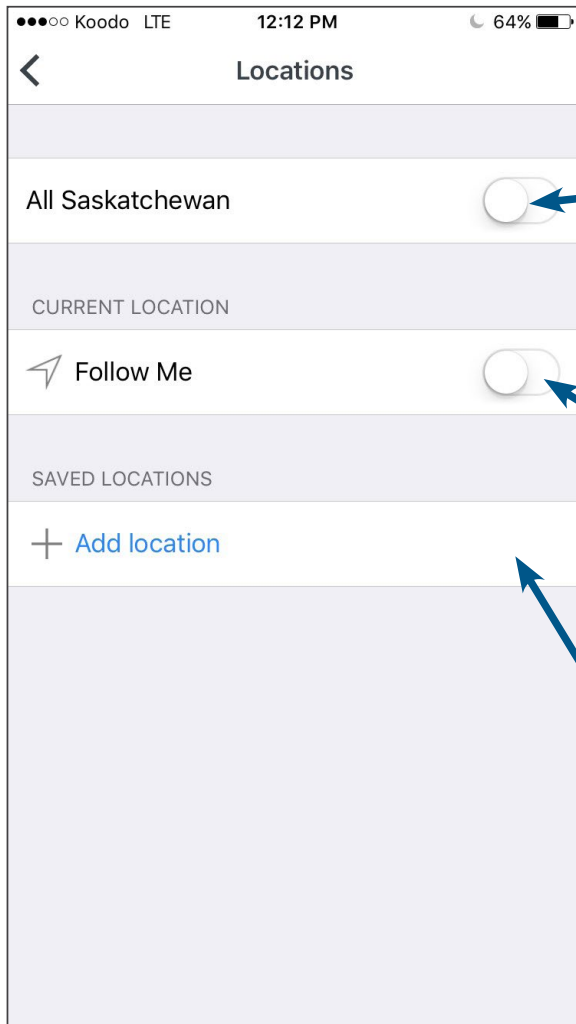 Koodo LTE 12:12 PM 64%
Locations
All Saskatchewan
CURRENT LOCATION
Follow Me
SAVED LOCATIONS
Add location